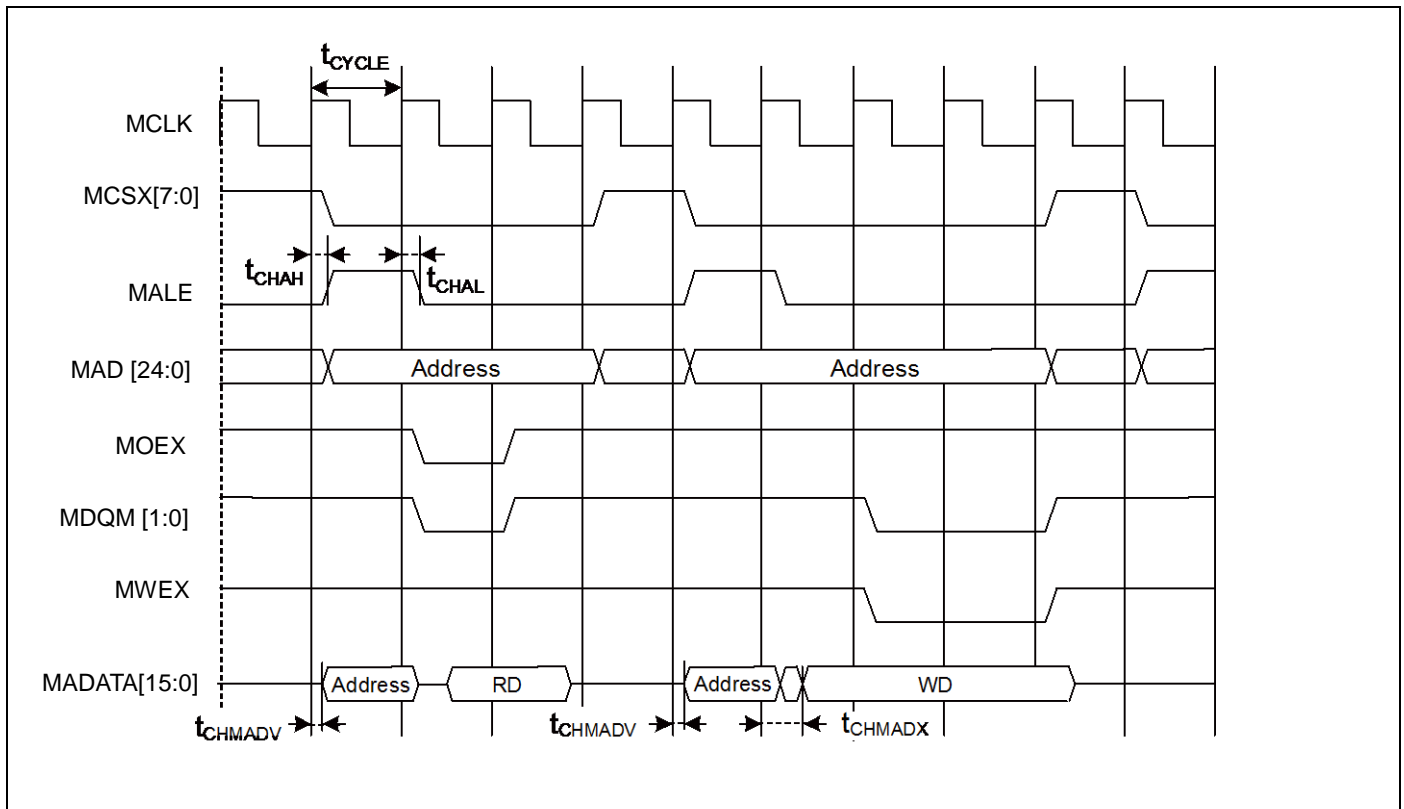 tCYCLE
MCLK
MCSX[7:0]
tCHAH
tCHAL
MALE
MAD [24:0]
Address
Address
MOEX
MDQM [1:0]
MWEX
MADATA[15:0]
Address
RD
Address
WD
tCHMADV
tCHMADV
tCHMADX